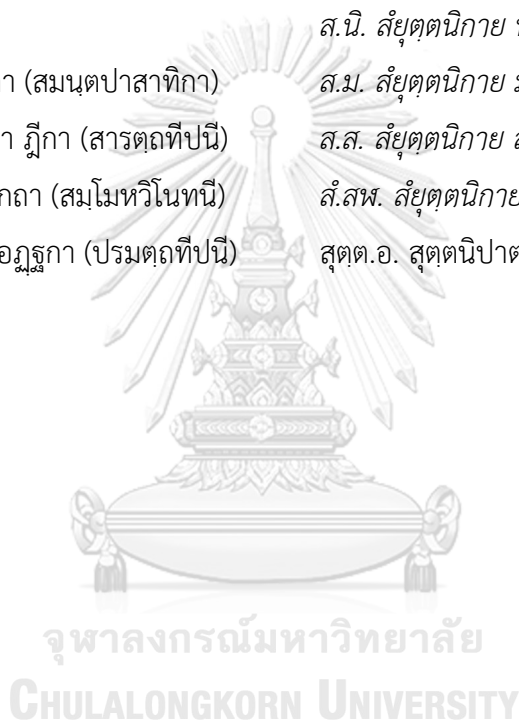 ส.นิ. สํยุตฺตนิกาย
า (สมนฺตปาสาทิกา) ส.ม. สํยุตฺตนิกาย
า ฎีกา (สารตฺถทีปนี) ส.ส. สํยุตฺตนิกาย
กถา (สมฺโมหวิโนทนี) สํ.สฬ. สํยุตฺตนิกาย
อฏฺฐกา (ปรมตฺถทีปนี) สุตฺต.อ. สุตฺตนิปาต
จุฬาลงกรณ์มหาวิทยาลัย
CHULALONGKORN UNIVERSITY